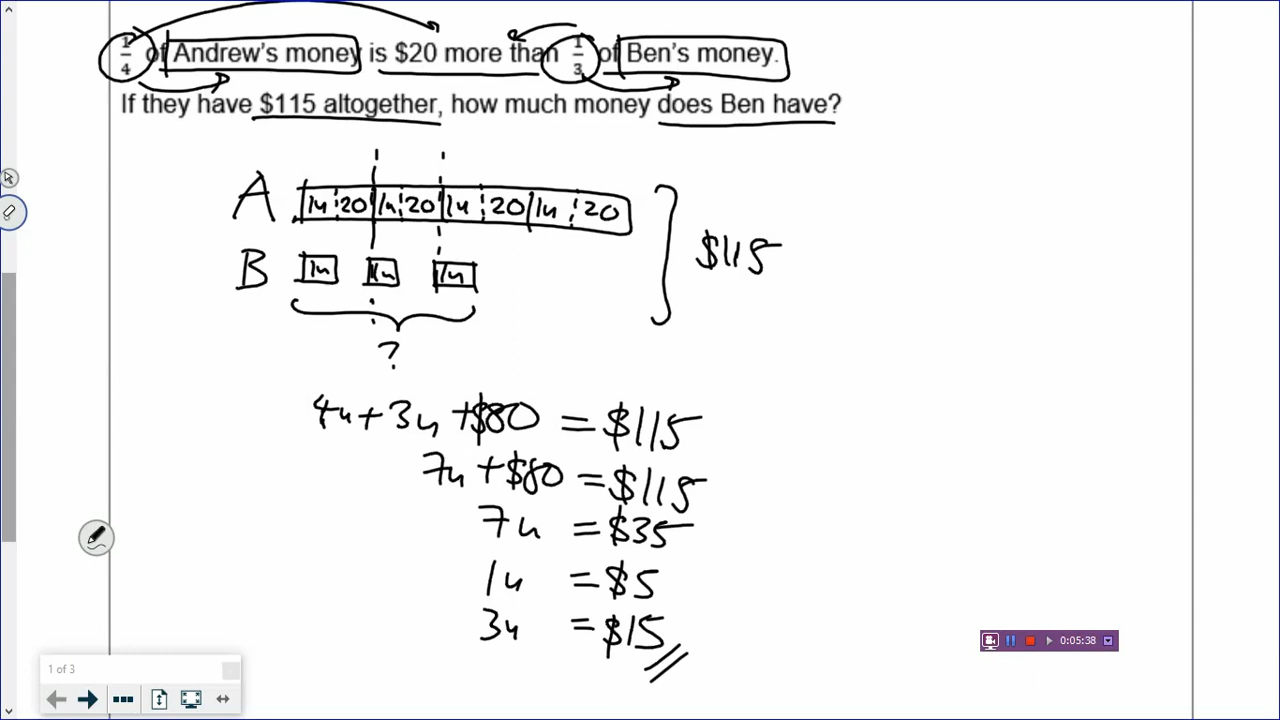 1/4 of Andrew's money is $20 more than 1/3 of Ben's money.
If they have $115 altogether, how much money does Ben have?
A 1u 20 1u 20 1u 20 1u 20
$115
B 1u 1u 1u
?
4u + 3u + $80 = $115
7u + $80 = $115
7u = $35
1u = $5
3u = $15
0:05:38
1 of 3